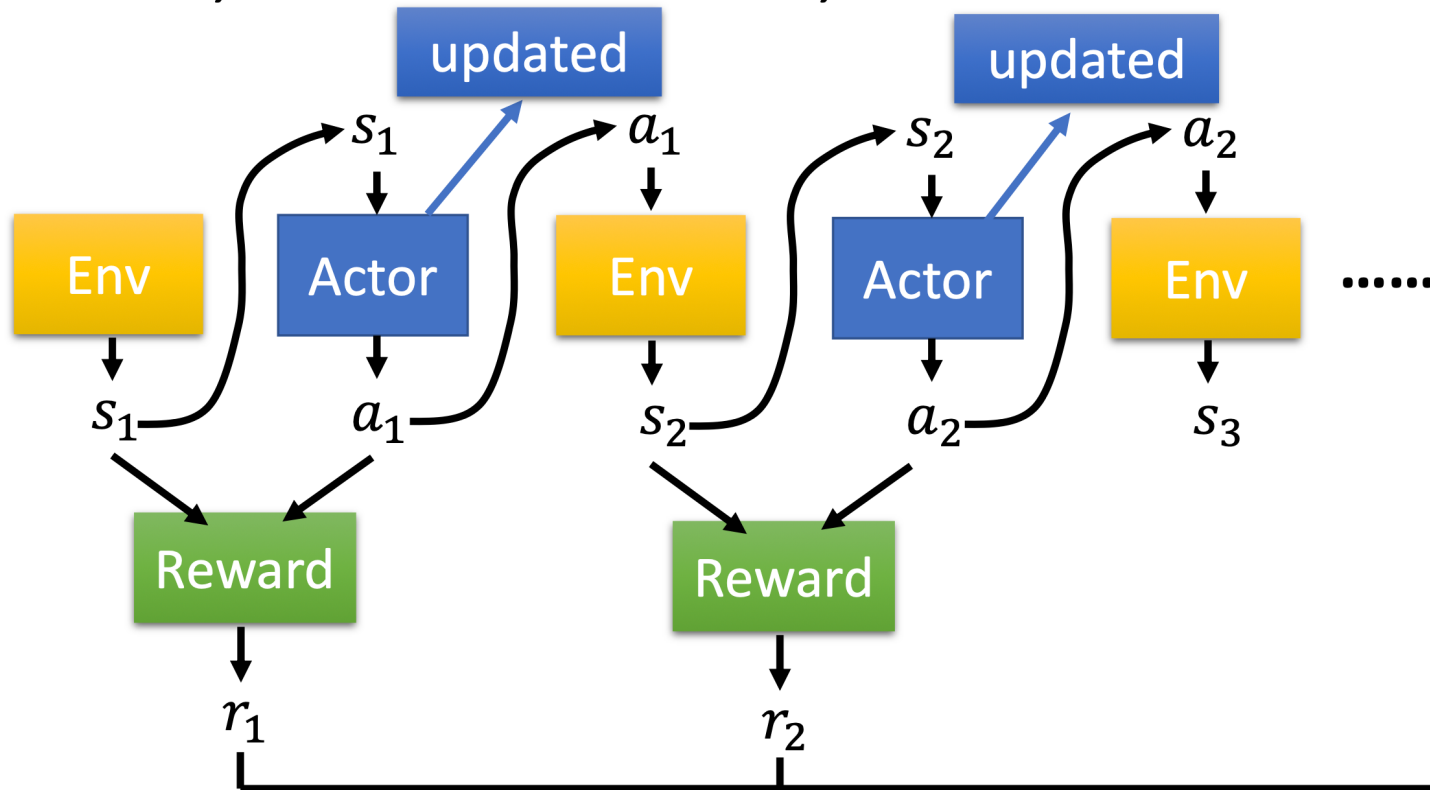 updated
updated
s₁
a₁
s₂
a₂
Env
Actor
Env
Actor
Env
......
s₁
a₁
s₂
a₂
s₃
Reward
Reward
r₁
r₂